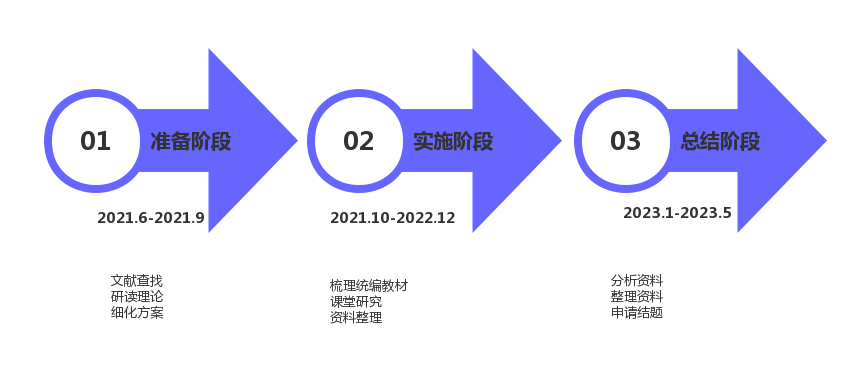 01
准备阶段
2021.6-2021.9
文献查找
研读理论
细化方案
02
实施阶段
2021.10-2022.12
梳理统编教材
课堂研究
资料整理
03
总结阶段
2023.1-2023.5
分析资料
整理资料
申请结题